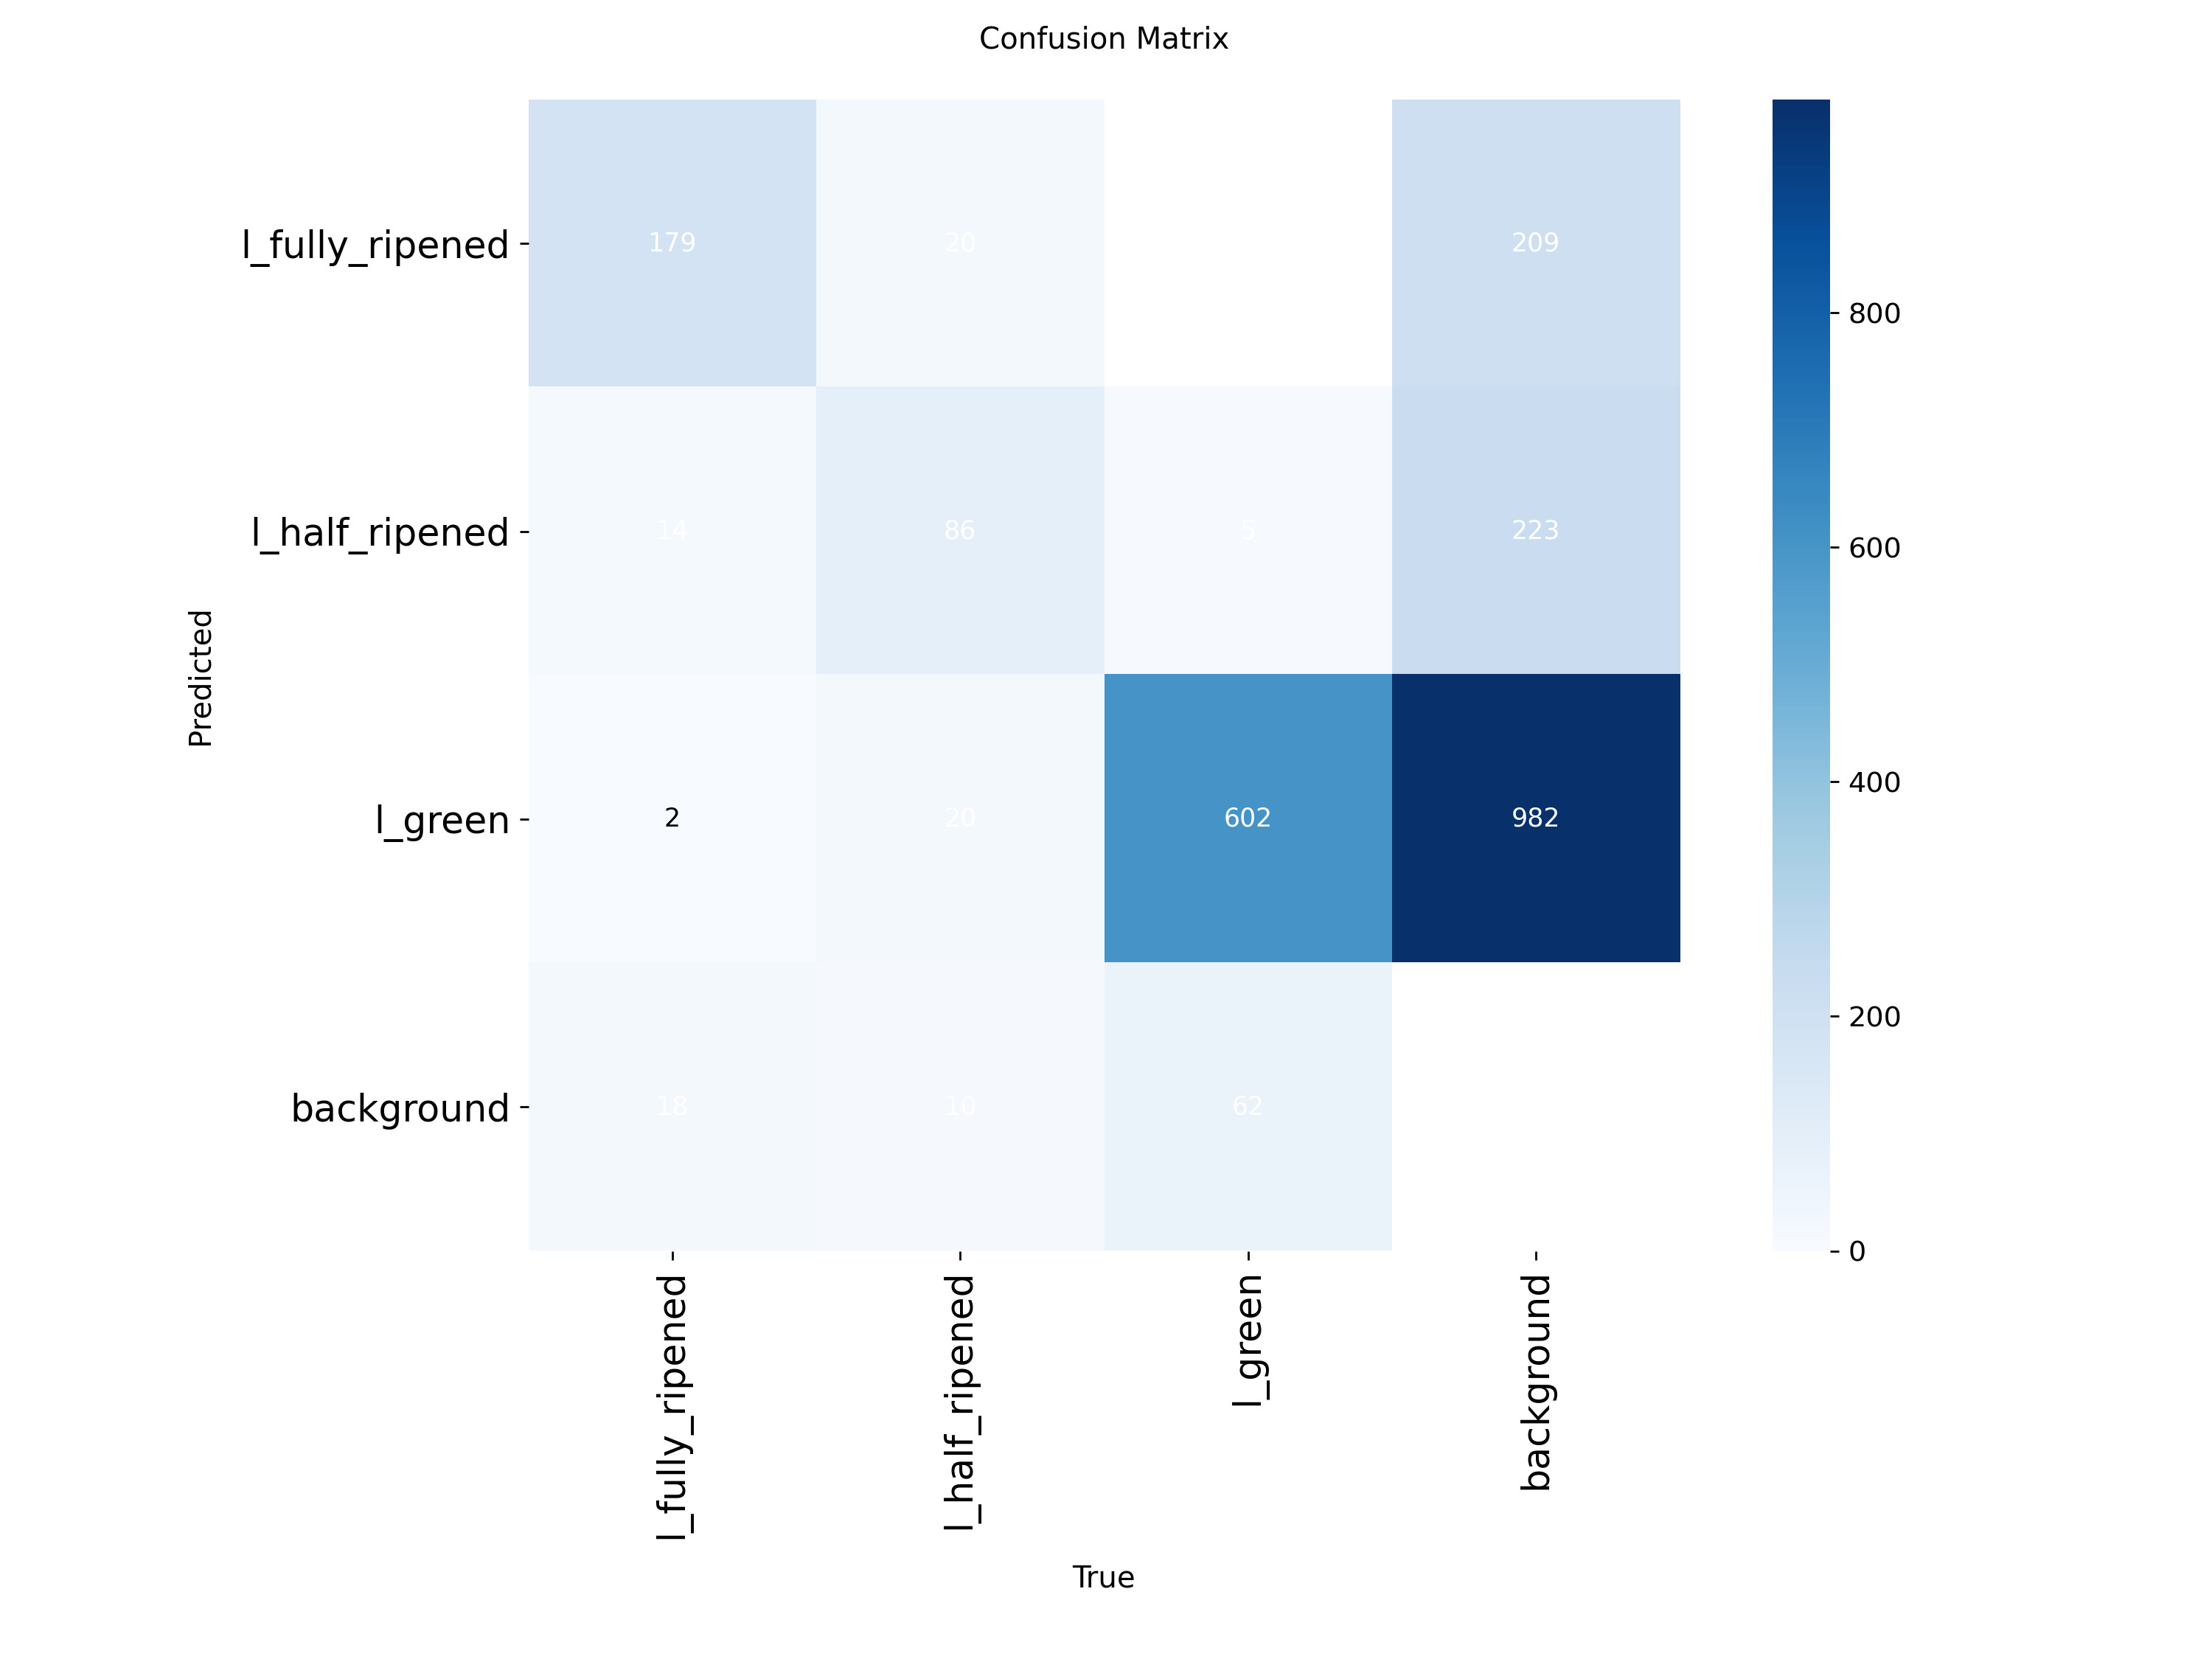 Confusion Matrix
l_fully_ripened
179 20 209
l_half_ripened
14 86 5 223
l_green
2 20 602 982
background
18 10 62
Predicted
l_fully_ripened
l_half_ripened
l_green
background
True
800
600
400
200
0